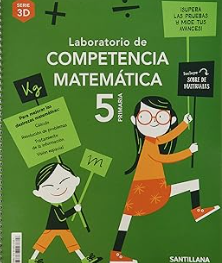 SERIE
3D
¡SUPERA
LAS PRUEBAS
Y MIDE TUS
AVANCES!
Laboratorio de
COMPETENCIA
MATEMÁTICA
5 PRIMARIA
Kg
Incluye
SOBRE DE
MATERIALES
Para mejorar las
destrezas matemáticas:
Cálculo
Resolución de problemas
Tratamiento
de la información
Visión espacial
m
SANTILLANA